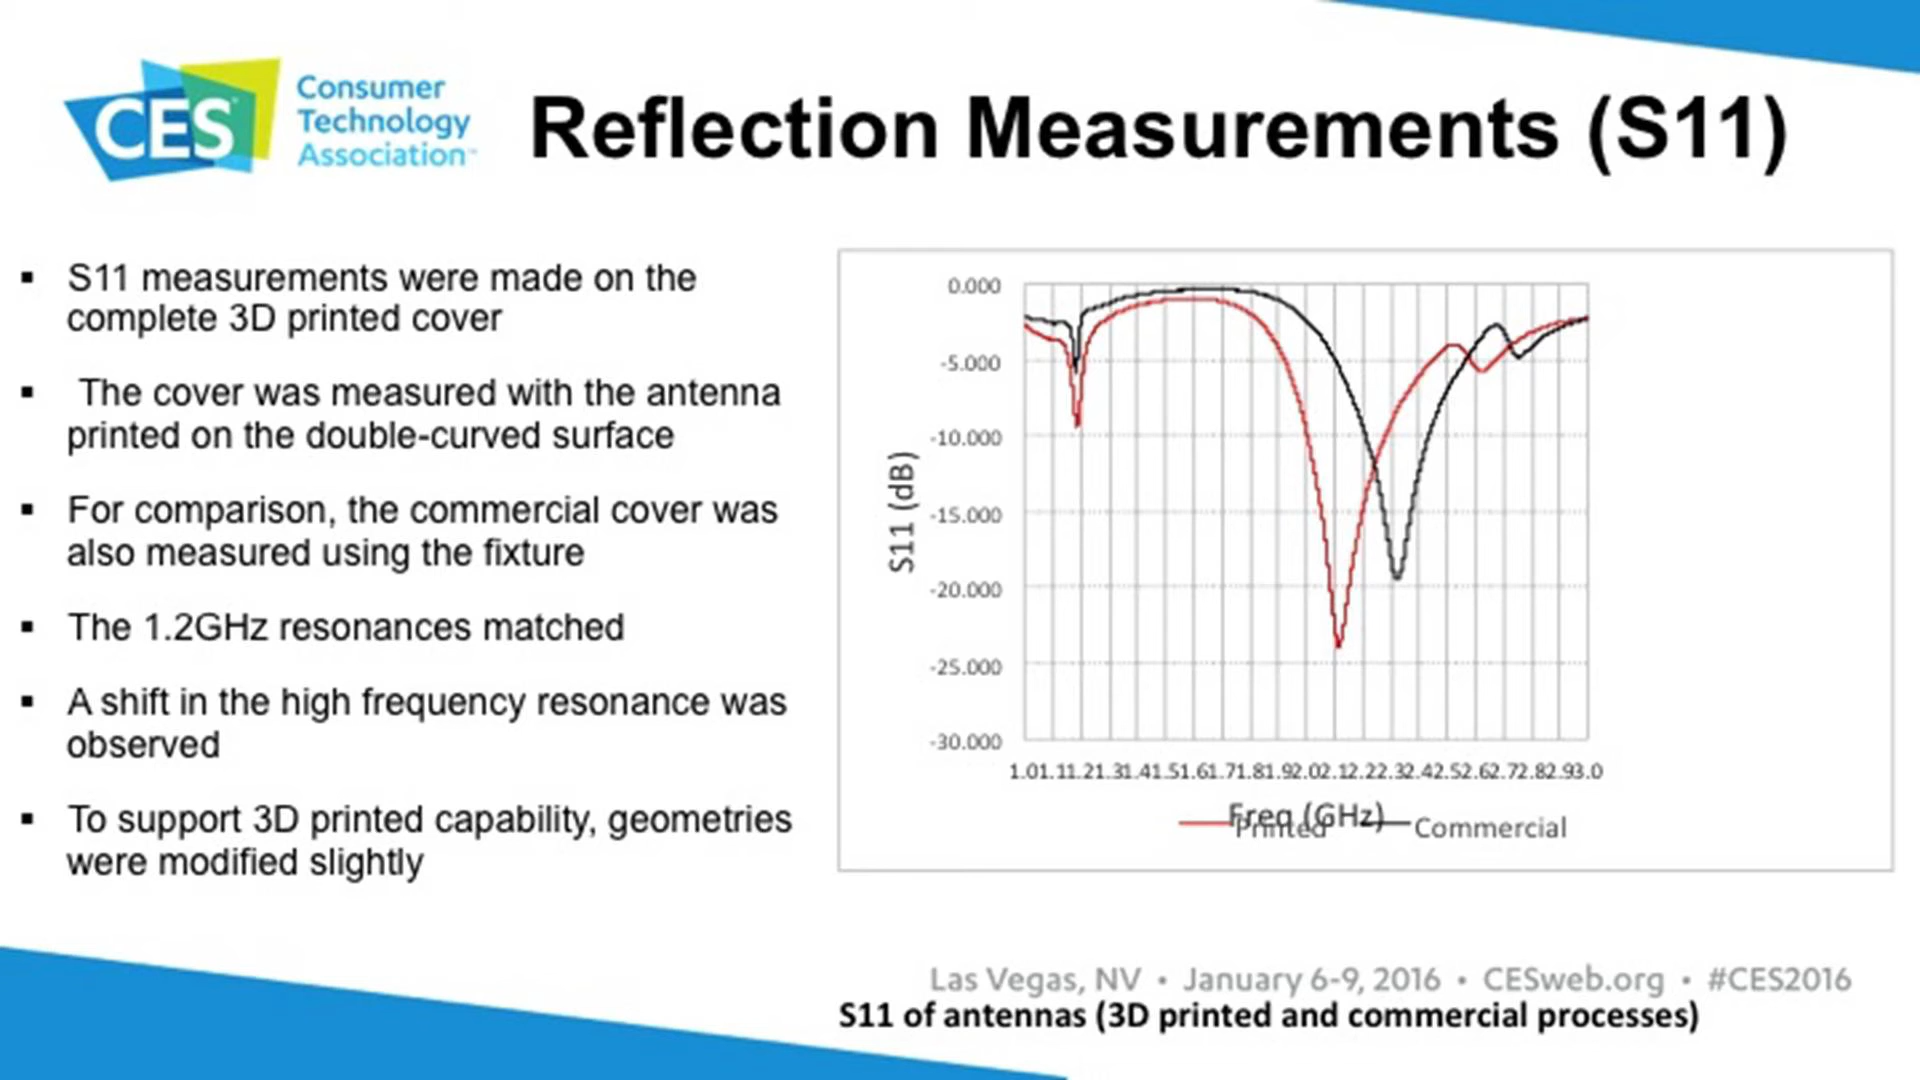 CES
Consumer
Technology
Association™
Reflection Measurements (S11)
▪ S11 measurements were made on the
complete 3D printed cover
▪ The cover was measured with the antenna
printed on the double-curved surface
▪ For comparison, the commercial cover was
also measured using the fixture
▪ The 1.2GHz resonances matched
▪ A shift in the high frequency resonance was
observed
▪ To support 3D printed capability, geometries
were modified slightly
S11 (dB)
0.000
-5.000
-10.000
-15.000
-20.000
-25.000
-30.000
1.01.11.21.31.41.51.61.71.81.92.02.12.22.32.42.52.62.72.82.93.0
Freq (GHz)
Printed
Commercial
Las Vegas, NV • January 6-9, 2016 • CESweb.org • #CES2016
S11 of antennas (3D printed and commercial processes)